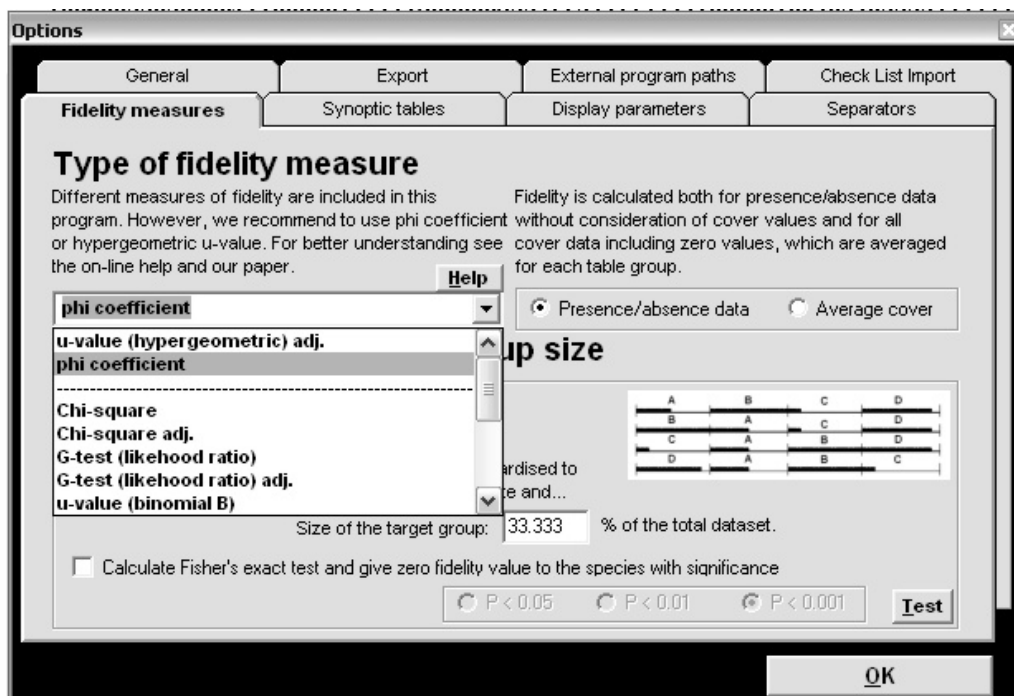 Options
General Export External program paths Check List Import
Fidelity measures Synoptic tables Display parameters Separators
Type of fidelity measure
Different measures of fidelity are included in this
program. However, we recommend to use phi coefficient
or hypergeometric u-value. For better understanding see
the on-line help and our paper.
Fidelity is calculated both for presence/absence data
without consideration of cover values and for all
cover data including zero values, which are averaged
for each table group.
Help
phi coefficient
Presence/absence data Average cover
u-value (hypergeometric) adj.
phi coefficient
--------------------------------------------------------------------
Chi-square
Chi-square adj.
G-test (likehood ratio)
G-test (likehood ratio) adj.
u-value (binomial B)
up size
A B C D
B A C D
C A B D
D A B C
ardised to
e and...
Size of the target group: 33.333 % of the total dataset.
Calculate Fisher's exact test and give zero fidelity value to the species with significance
P < 0.05 P < 0.01 P < 0.001
Test
OK